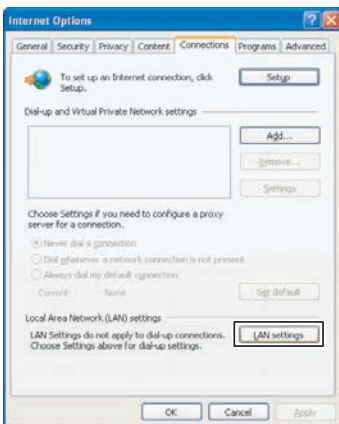 Internet Options
General Security Privacy Content Connections Programs Advanced
To set up an Internet connection, click
Setup.
Setup
Dial-up and Virtual Private Network settings
Add...
Remove...
Settings
Choose Settings if you need to configure a proxy
server for a connection.
Never dial a connection
Dial whenever a network connection is not present
Always dial my default connection
Current None
Set default
Local Area Network (LAN) settings
LAN Settings do not apply to dial-up connections.
Choose Settings above for dial-up settings.
LAN settings
OK Cancel Apply